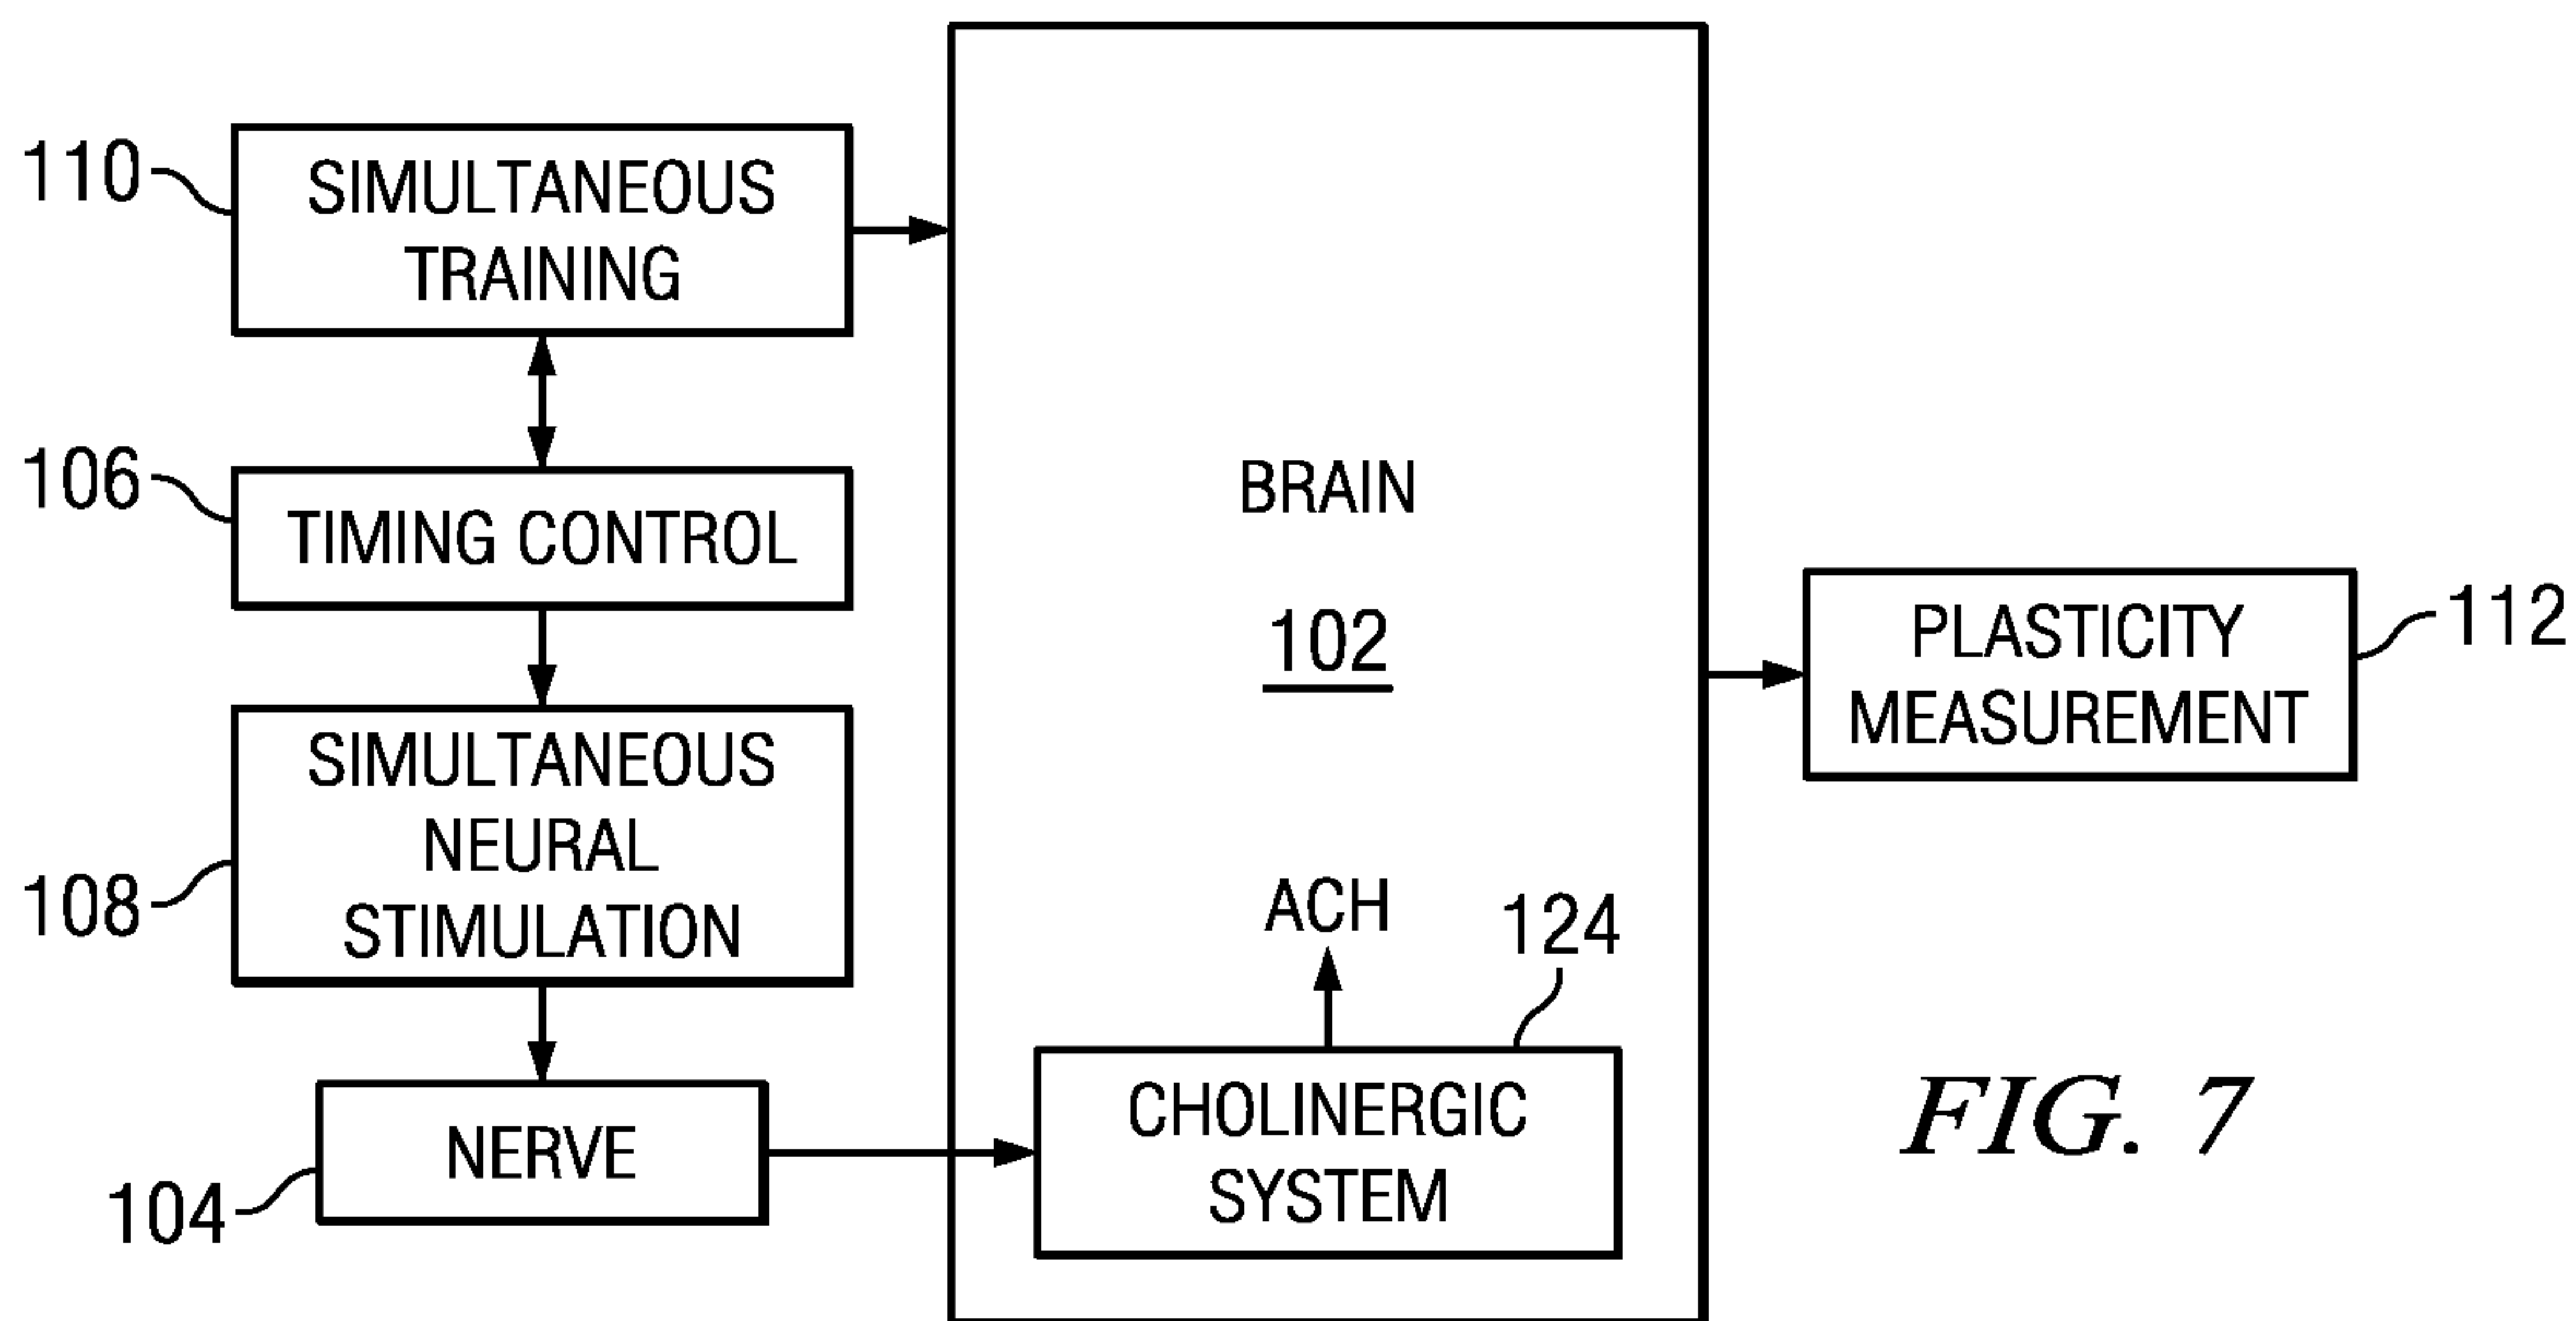 110
SIMULTANEOUS
TRAINING
106
TIMING CONTROL
108
SIMULTANEOUS
NEURAL
STIMULATION
104
NERVE
BRAIN
102
ACH
124
CHOLINERGIC
SYSTEM
PLASTICITY
MEASUREMENT
112
FIG. 7